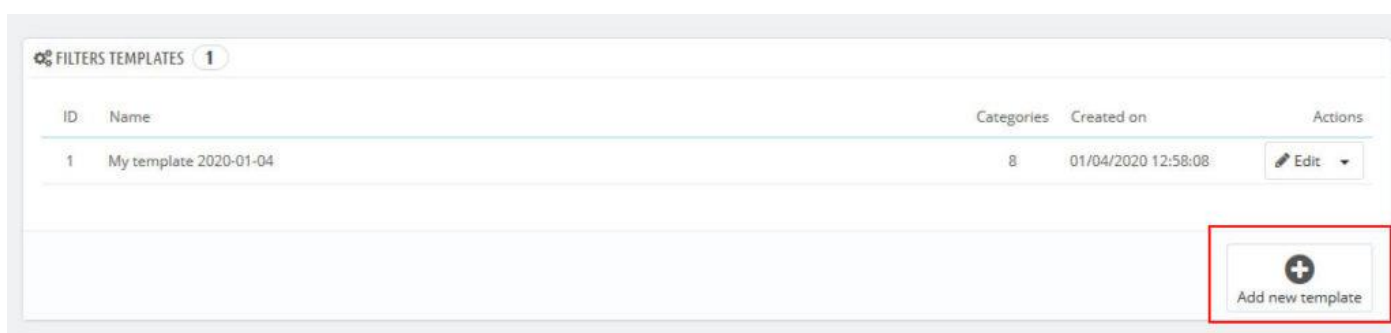 FILTERS TEMPLATES 1
ID Name Categories Created on Actions
1 My template 2020-01-04 8 01/04/2020 12:58:08 Edit
Add new template